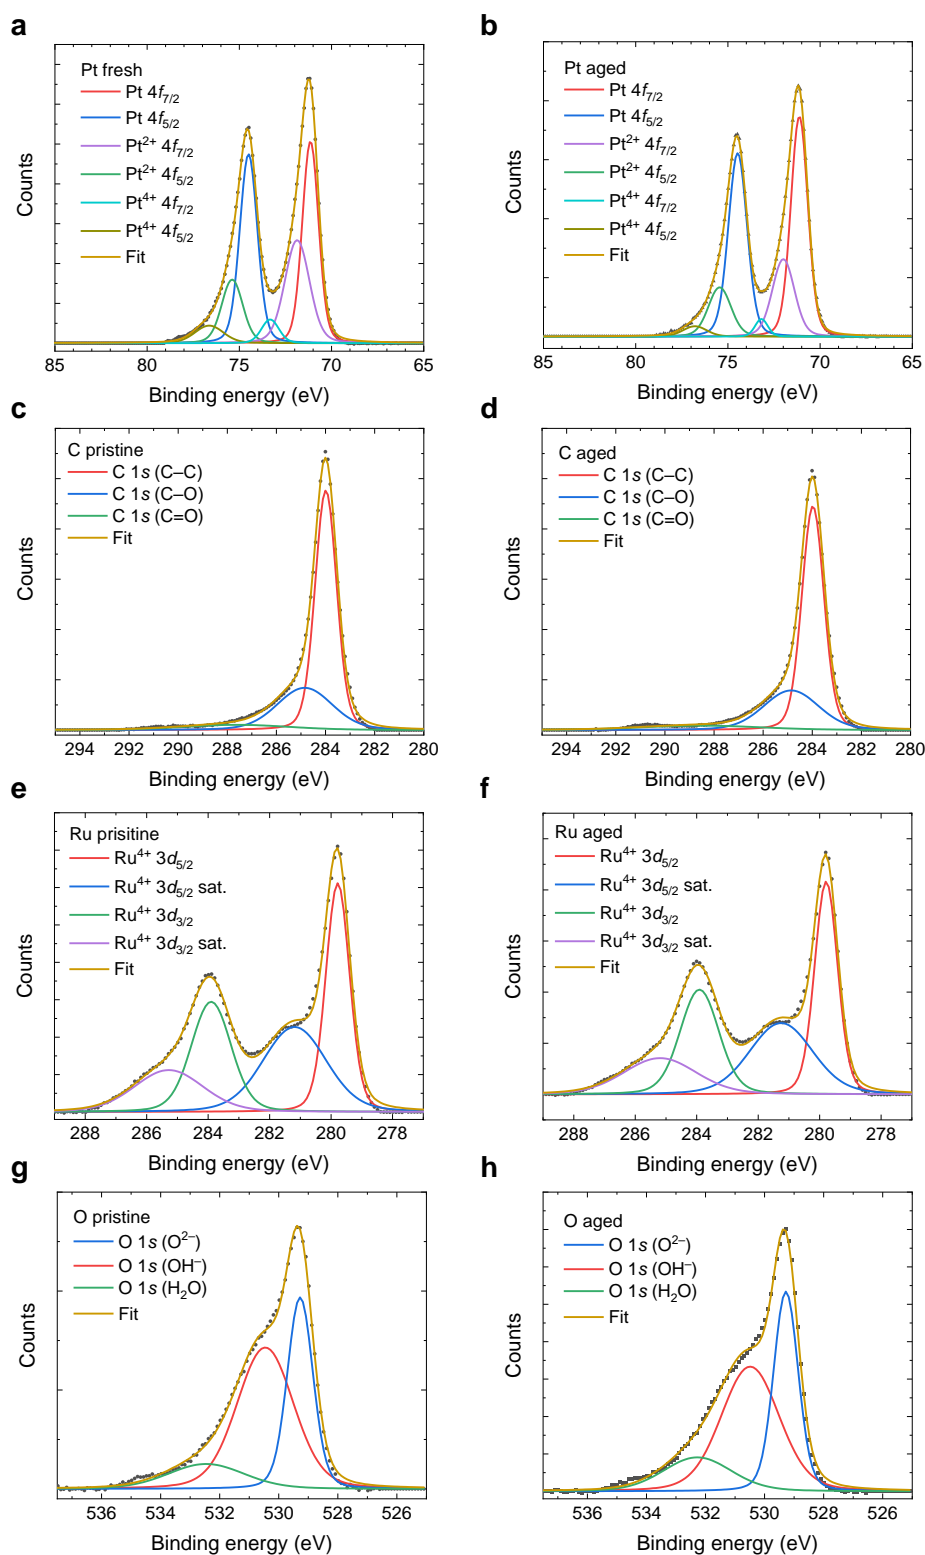 a
Pt fresh
Pt 4f7/2
Pt 4f5/2
Pt2+ 4f7/2
Pt2+ 4f5/2
Pt4+ 4f7/2
Pt4+ 4f5/2
Fit
Counts
85 80 75 70 65
Binding energy (eV)
b
Pt aged
Pt 4f7/2
Pt 4f5/2
Pt2+ 4f7/2
Pt2+ 4f5/2
Pt4+ 4f7/2
Pt4+ 4f5/2
Fit
Counts
85 80 75 70 65
Binding energy (eV)
c
C pristine
C 1s (C–C)
C 1s (C–O)
C 1s (C=O)
Fit
Counts
294 292 290 288 286 284 282 280
Binding energy (eV)
d
C aged
C 1s (C–C)
C 1s (C–O)
C 1s (C=O)
Fit
Counts
294 292 290 288 286 284 282 280
Binding energy (eV)
e
Ru prisitine
Ru4+ 3d5/2
Ru4+ 3d5/2 sat.
Ru4+ 3d3/2
Ru4+ 3d3/2 sat.
Fit
Counts
288 286 284 282 280 278
Binding energy (eV)
f
Ru aged
Ru4+ 3d5/2
Ru4+ 3d5/2 sat.
Ru4+ 3d3/2
Ru4+ 3d3/2 sat.
Fit
Counts
288 286 284 282 280 278
Binding energy (eV)
g
O pristine
O 1s (O2−)
O 1s (OH−)
O 1s (H2O)
Fit
Counts
536 534 532 530 528 526
Binding energy (eV)
h
O aged
O 1s (O2−)
O 1s (OH−)
O 1s (H2O)
Fit
Counts
536 534 532 530 528 526
Binding energy (eV)